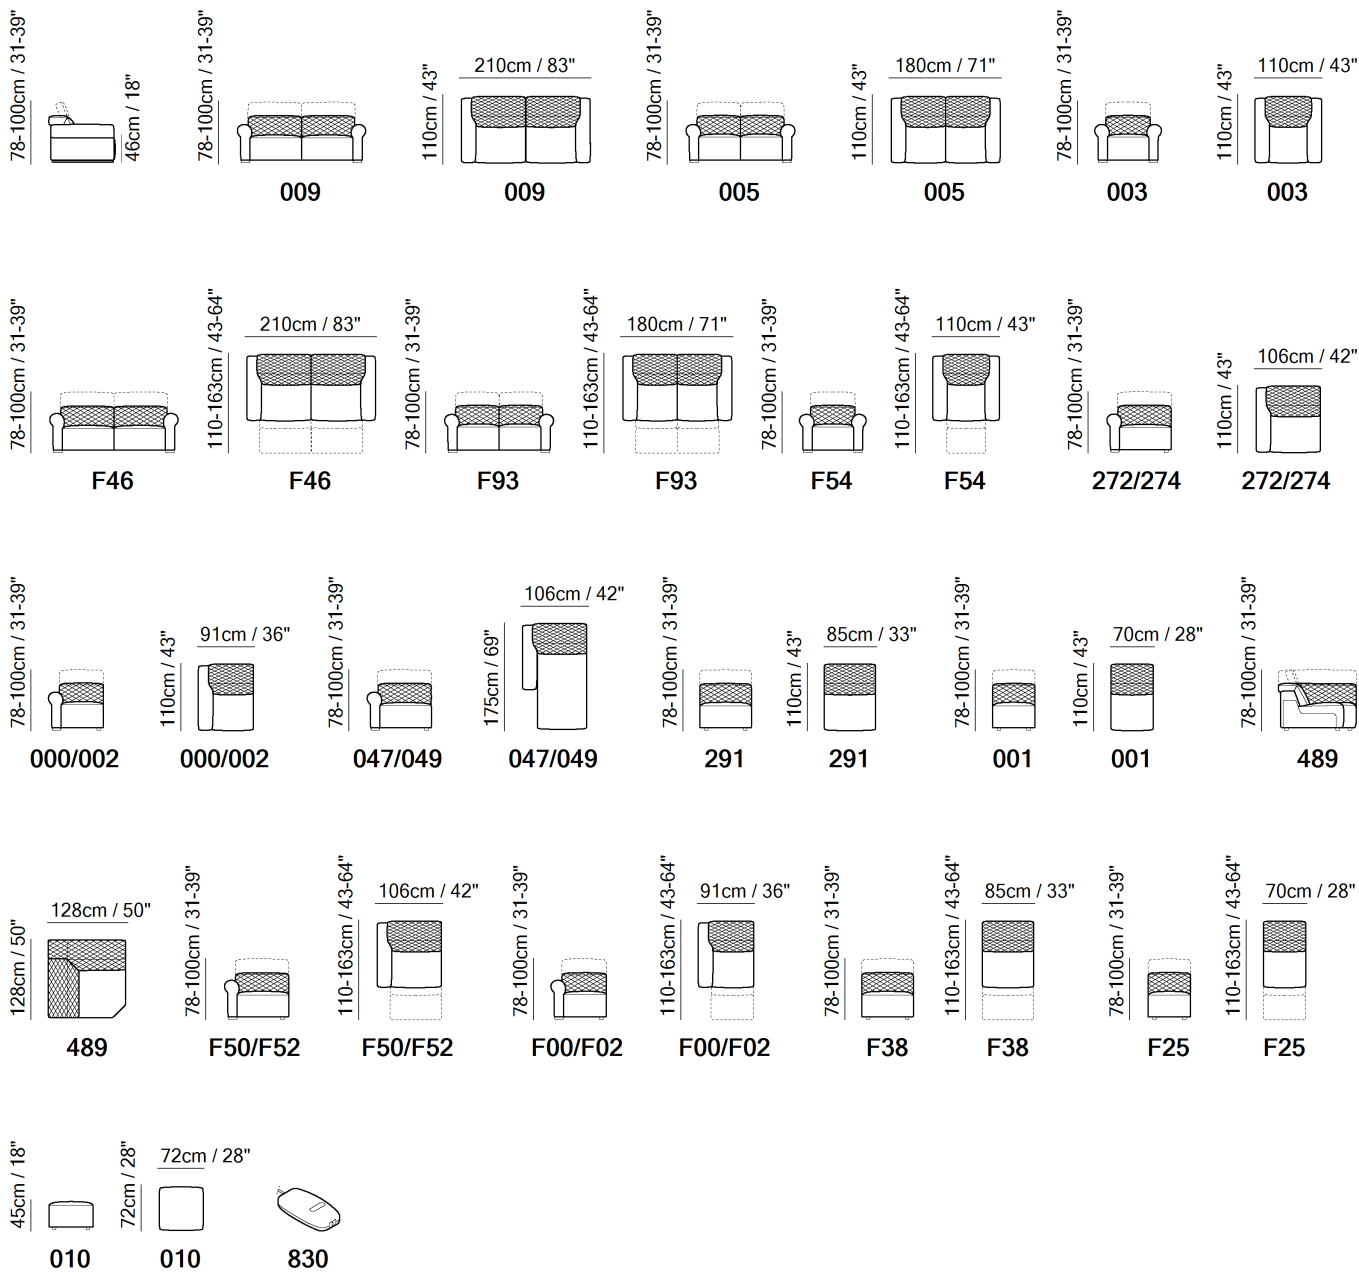 78-100cm / 31-39"
46cm / 18"
78-100cm / 31-39"
009
110cm / 43"
210cm / 83"
009
78-100cm / 31-39"
005
110cm / 43"
180cm / 71"
005
78-100cm / 31-39"
003
110cm / 43"
110cm / 43"
003
78-100cm / 31-39"
F46
110-163cm / 43-64"
210cm / 83"
F46
78-100cm / 31-39"
F93
110-163cm / 43-64"
180cm / 71"
F93
78-100cm / 31-39"
F54
110-163cm / 43-64"
110cm / 43"
F54
78-100cm / 31-39"
272/274
110cm / 43"
106cm / 42"
272/274
78-100cm / 31-39"
000/002
110cm / 43"
91cm / 36"
000/002
78-100cm / 31-39"
047/049
175cm / 69"
106cm / 42"
047/049
78-100cm / 31-39"
291
110cm / 43"
85cm / 33"
291
78-100cm / 31-39"
001
110cm / 43"
70cm / 28"
001
78-100cm / 31-39"
489
128cm / 50"
128cm / 50"
489
78-100cm / 31-39"
F50/F52
110-163cm / 43-64"
106cm / 42"
F50/F52
78-100cm / 31-39"
F00/F02
110-163cm / 43-64"
91cm / 36"
F00/F02
78-100cm / 31-39"
F38
110-163cm / 43-64"
85cm / 33"
F38
78-100cm / 31-39"
F25
110-163cm / 43-64"
70cm / 28"
F25
45cm / 18"
010
72cm / 28"
72cm / 28"
010
830